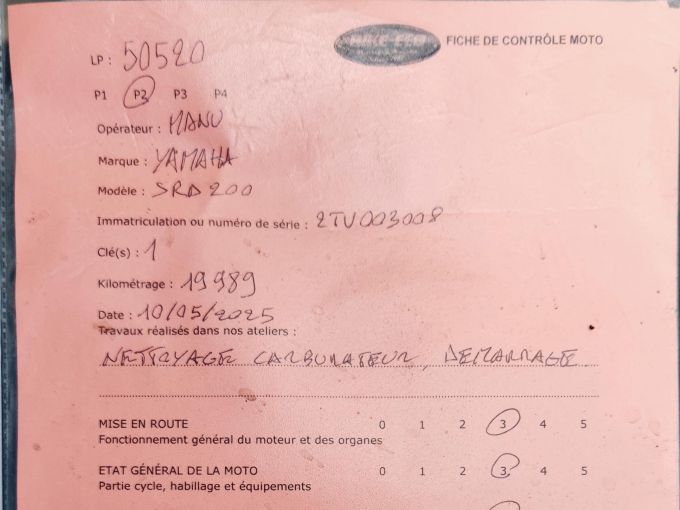 FICHE DE CONTRÔLE MOTO
LP : 50520
P1 P2 P3 P4
Opérateur : MANU
Marque : YAMAHA
Modèle : SRD 200
Immatriculation ou numéro de série : 2TV003008
Clé(s) : 1
Kilométrage : 19989
Date : 10/05/2025
Travaux réalisés dans nos ateliers :
NETTOYAGE CARBURATEUR, DEMARRAGE
MISE EN ROUTE 0 1 2 3 4 5
Fonctionnement général du moteur et des organes
ETAT GÉNÉRAL DE LA MOTO 0 1 2 3 4 5
Partie cycle, habillage et équipements